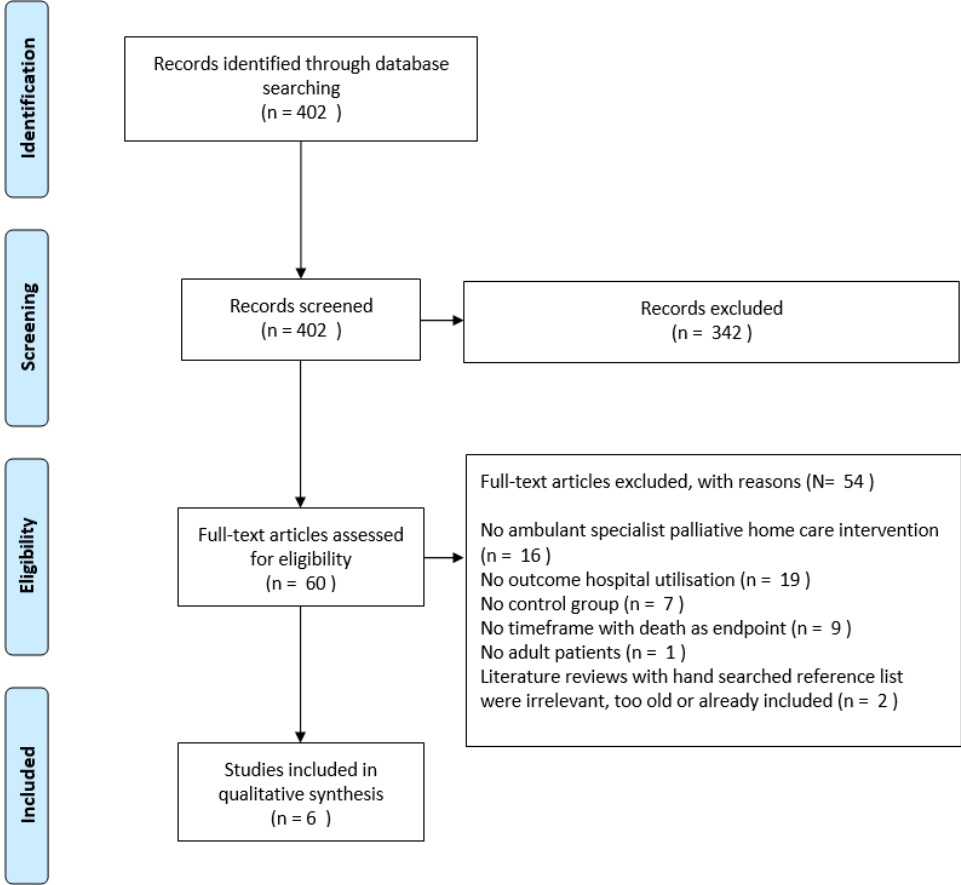 Identification
Records identified through database
searching
(n = 402 )
Screening
Records screened
(n = 402 )
Records excluded
(n = 342 )
Eligibility
Full-text articles assessed
for eligibility
(n = 60 )
Full-text articles excluded, with reasons (N= 54 )
No ambulant specialist palliative home care intervention
(n = 16 )
No outcome hospital utilisation (n = 19 )
No control group (n = 7 )
No timeframe with death as endpoint (n = 9 )
No adult patients (n = 1 )
Literature reviews with hand searched reference list
were irrelevant, too old or already included (n = 2 )
Included
Studies included in
qualitative synthesis
(n = 6 )